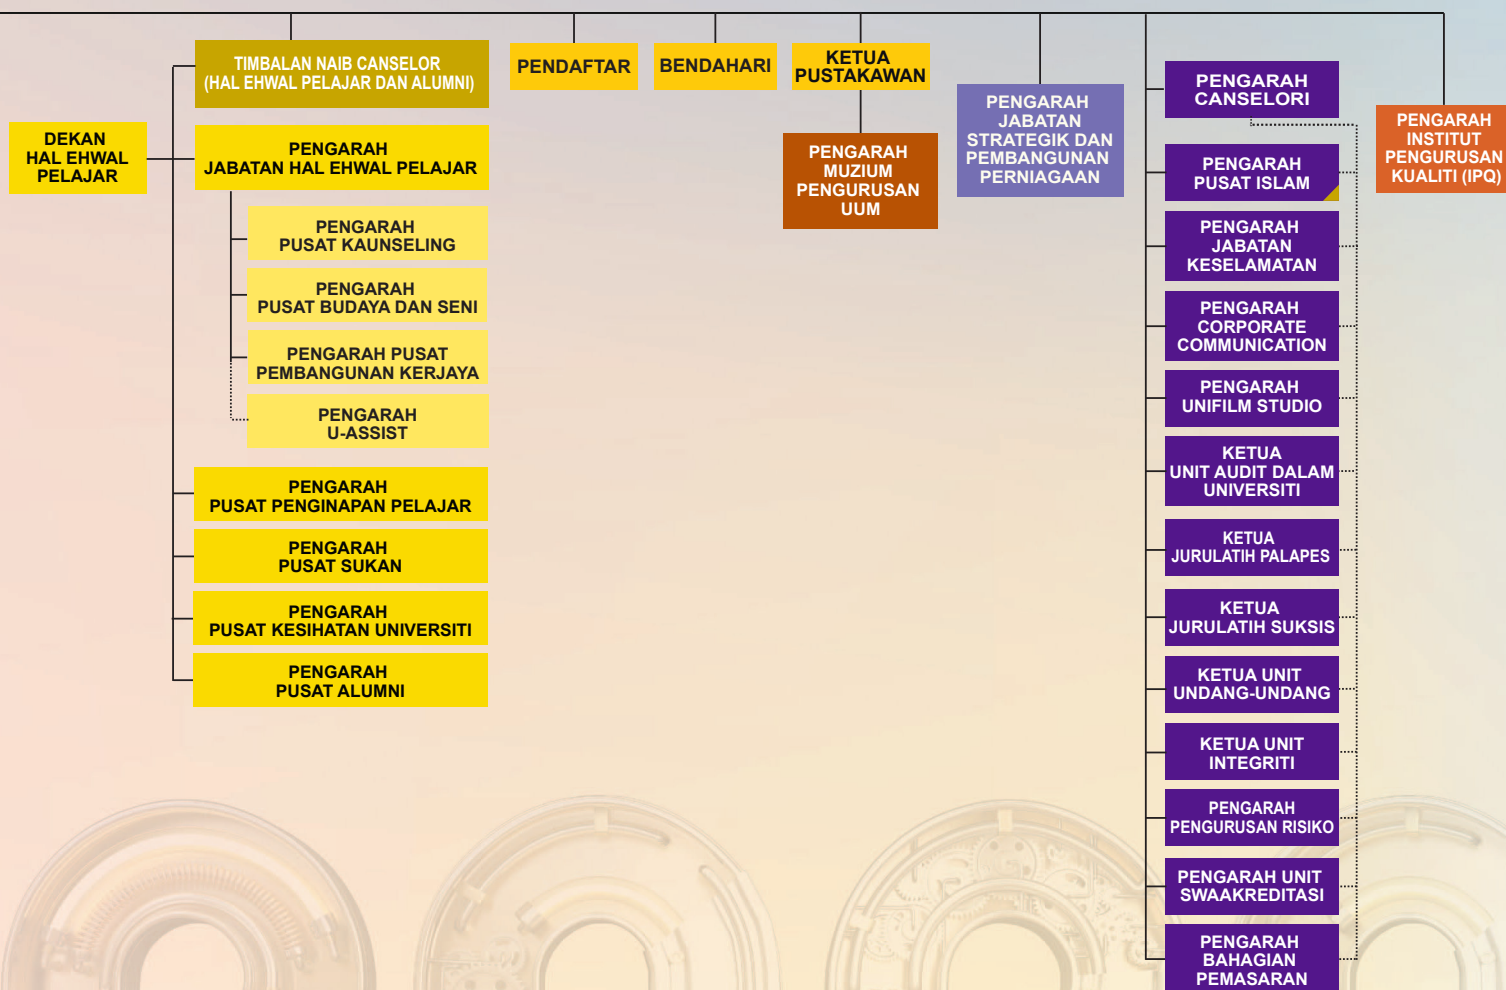 TIMBALAN NAIB CANSELOR
(HAL EHWAL PELAJAR DAN ALUMNI)
DEKAN
HAL EHWAL
PELAJAR
PENGARAH
JABATAN HAL EHWAL PELAJAR
PENGARAH
PUSAT KAUNSELING
PENGARAH
PUSAT BUDAYA DAN SENI
PENGARAH PUSAT
PEMBANGUNAN KERJAYA
PENGARAH
U-ASSIST
PENGARAH
PUSAT PENGINAPAN PELAJAR
PENGARAH
PUSAT SUKAN
PENGARAH
PUSAT KESIHATAN UNIVERSITI
PENGARAH
PUSAT ALUMNI
PENDAFTAR
BENDAHARI
KETUA
PUSTAKAWAN
PENGARAH
MUZIUM
PENGURUSAN
UUM
PENGARAH
JABATAN
STRATEGIK DAN
PEMBANGUNAN
PERNIAGAAN
PENGARAH
CANSELORI
PENGARAH
PUSAT ISLAM
PENGARAH
JABATAN
KESELAMATAN
PENGARAH
CORPORATE
COMMUNICATION
PENGARAH
UNIFILM STUDIO
KETUA
UNIT AUDIT DALAM
UNIVERSITI
KETUA
JURULATIH PALAPES
KETUA
JURULATIH SUKSIS
KETUA UNIT
UNDANG-UNDANG
KETUA UNIT
INTEGRITI
PENGARAH
PENGURUSAN RISIKO
PENGARAH UNIT
SWAAKREDITASI
PENGARAH
BAHAGIAN
PEMASARAN
PENGARAH
INSTITUT
PENGURUSAN
KUALITI (IPQ)